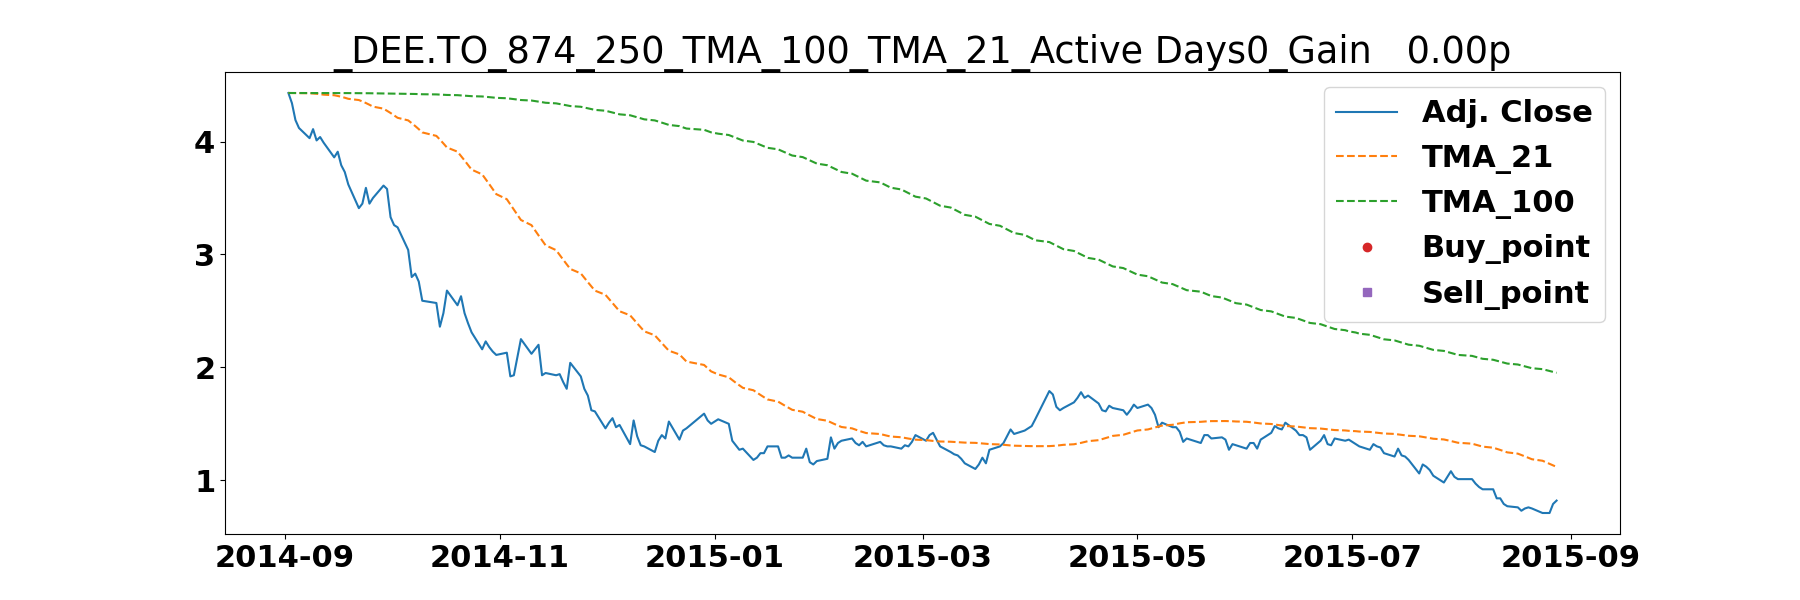 _DEE.TO_874_250_TMA_100_TMA_21_Active Days0_Gain   0.00p
Adj. Close
TMA_21
TMA_100
Buy_point
Sell_point
4
3
2
1
2014-09 2014-11 2015-01 2015-03 2015-05 2015-07 2015-09